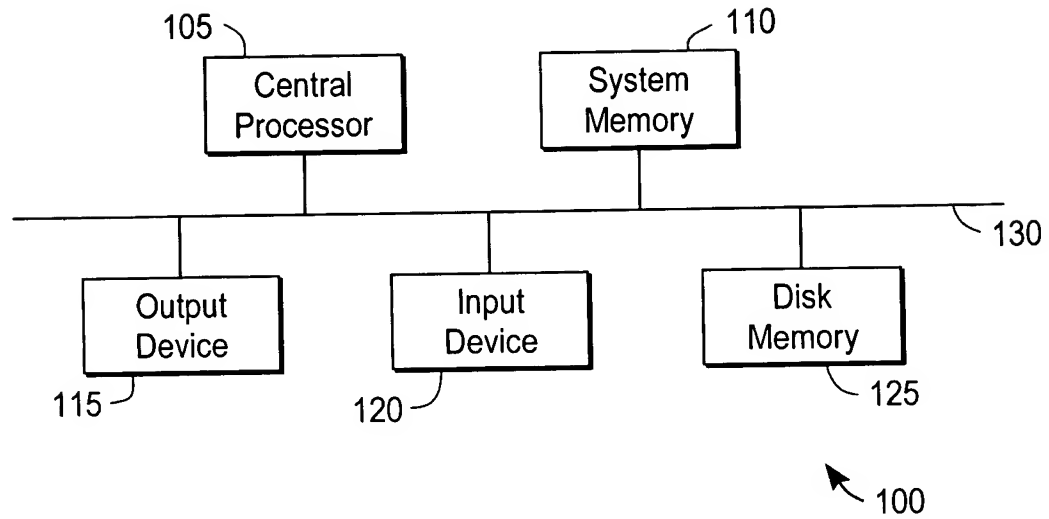 105
110
Central
Processor
System
Memory
130
Output
Device
Input
Device
Disk
Memory
115
120
125
100